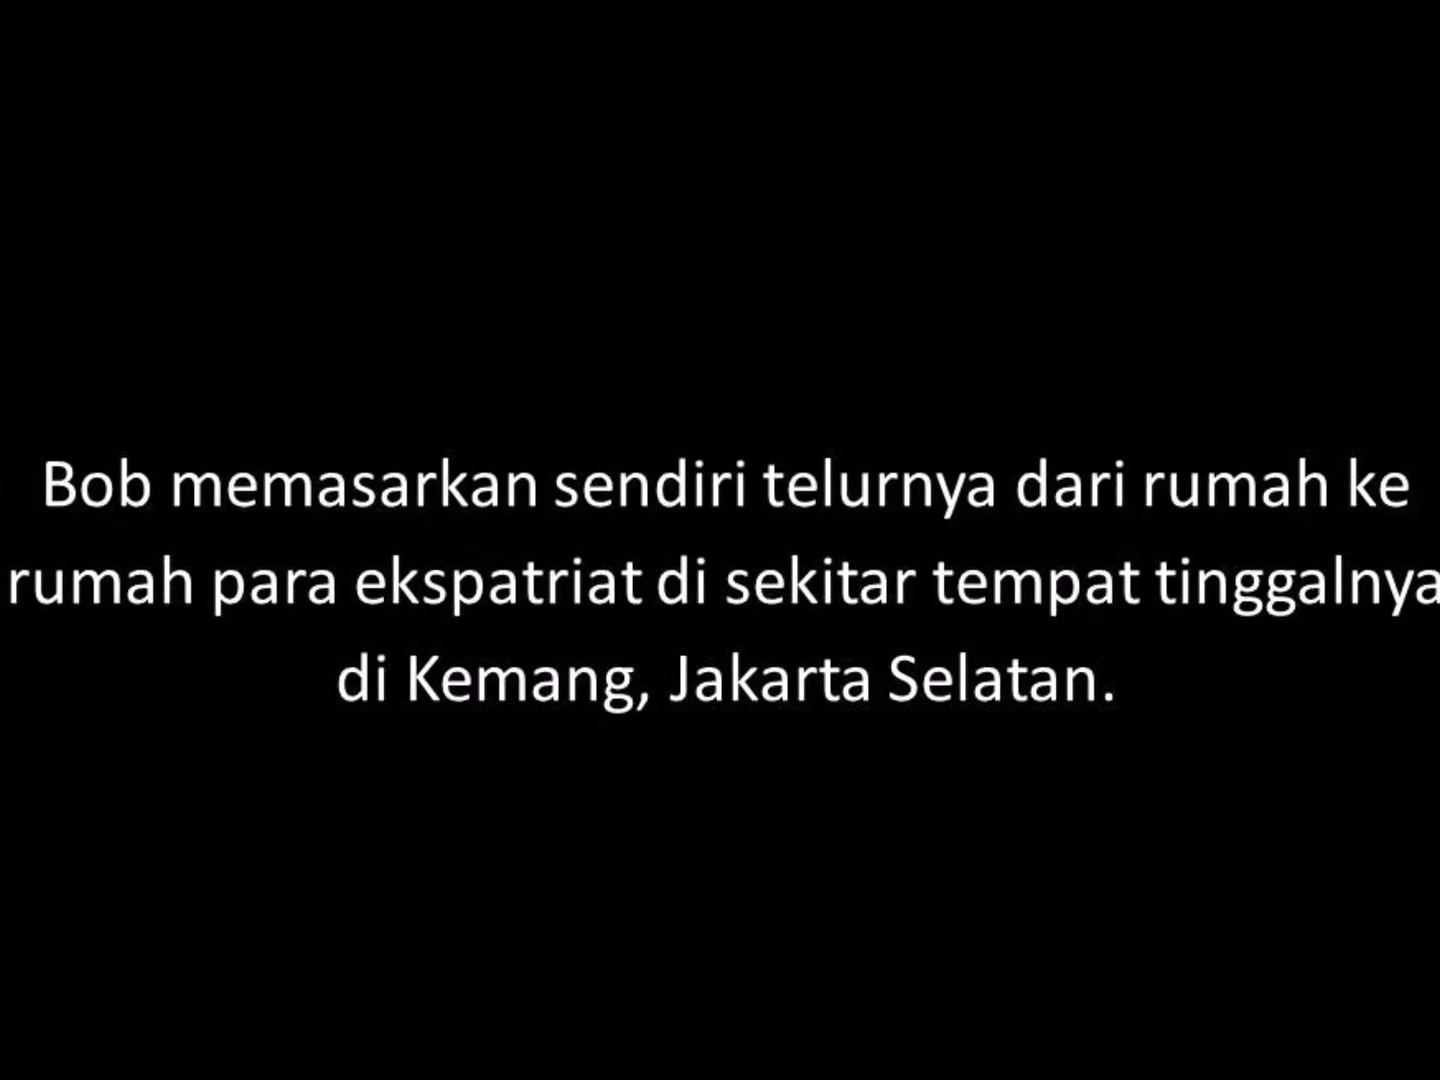 Bob memasarkan sendiri telurnya dari rumah ke
rumah para ekspatriat di sekitar tempat tinggalnya
di Kemang, Jakarta Selatan.